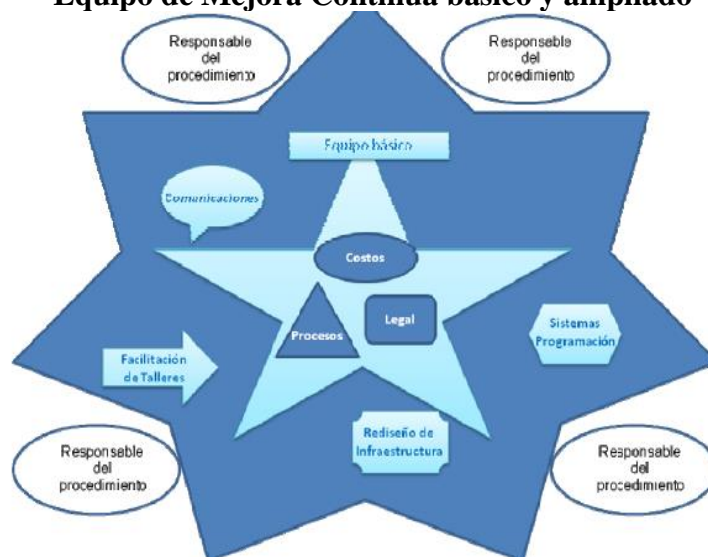 Equipo de Mejora Continua básico y ampliado
Responsable
del
procedimiento
Responsable
del
procedimiento
Equipo básico
Comunicaciones
Costos
Procesos
Legal
Sistemas
Programación
Facilitación
de Talleres
Rediseño de
Infraestructura
Responsable
del
procedimiento
Responsable
del
procedimiento